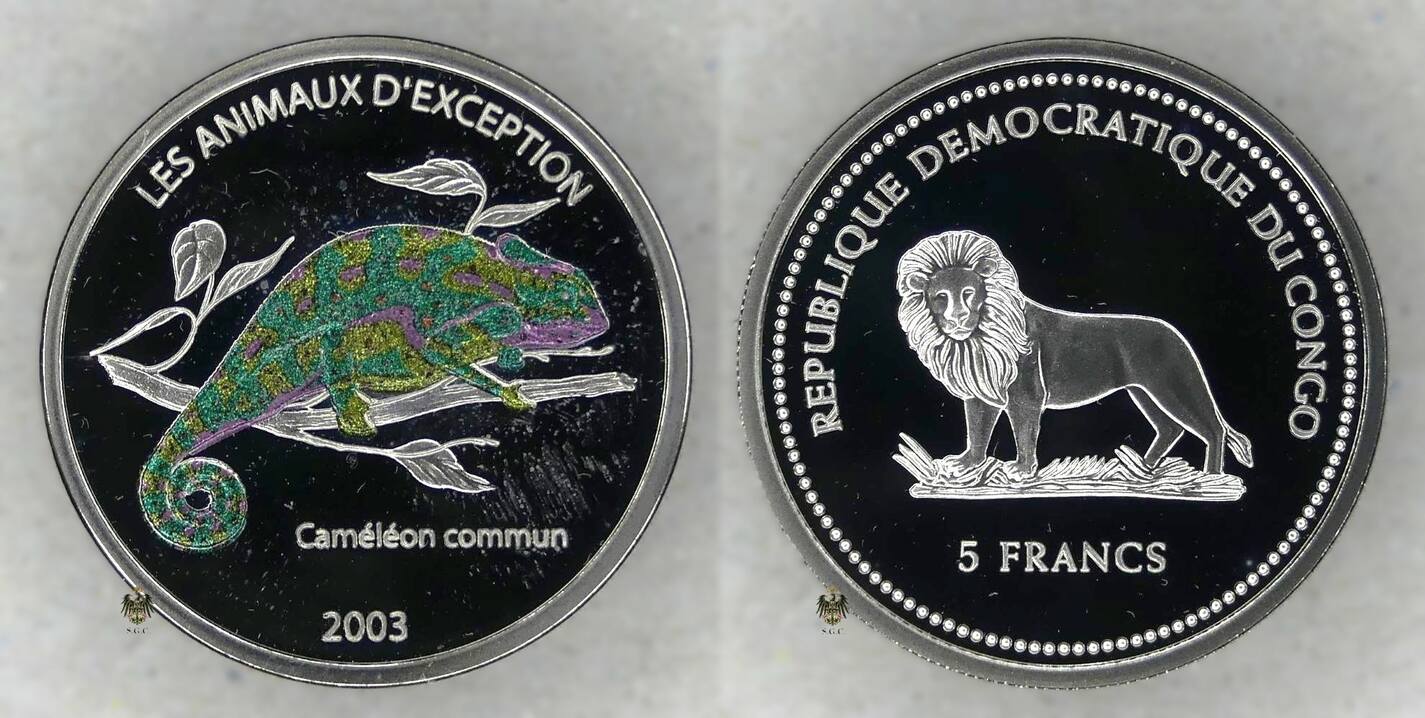 LES ANIMAUX D'EXCEPTION
Caméléon commun
2003
S.G.C.
REPUBLIQUE DEMOCRATIQUE DU CONGO
5 FRANCS
S.G.C.